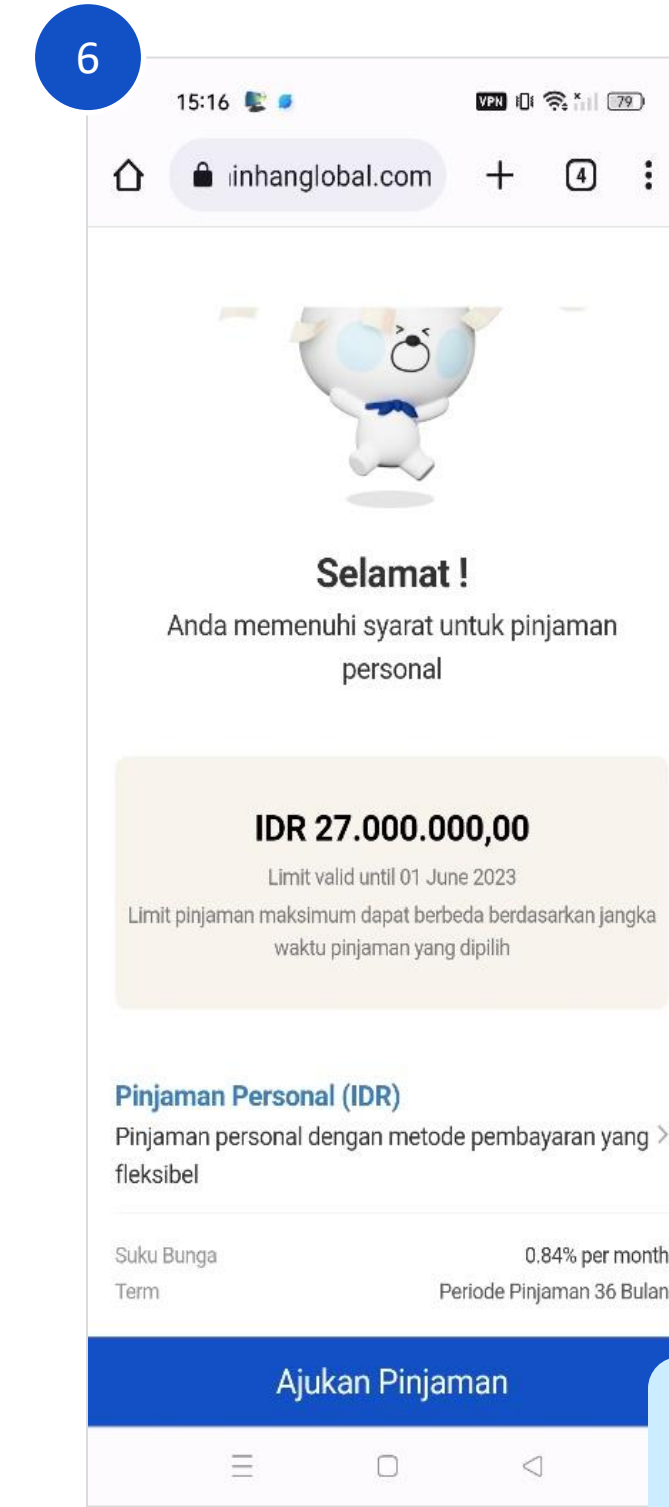 6
15:16
VPN 79
inhanglobal.com
4
Selamat !
Anda memenuhi syarat untuk pinjaman
personal
IDR 27.000.000,00
Limit valid until 01 June 2023
Limit pinjaman maksimum dapat berbeda berdasarkan jangka
waktu pinjaman yang dipilih
Pinjaman Personal (IDR)
Pinjaman personal dengan metode pembayaran yang
fleksibel
Suku Bunga 0.84% per month
Term Periode Pinjaman 36 Bulan
Ajukan Pinjaman